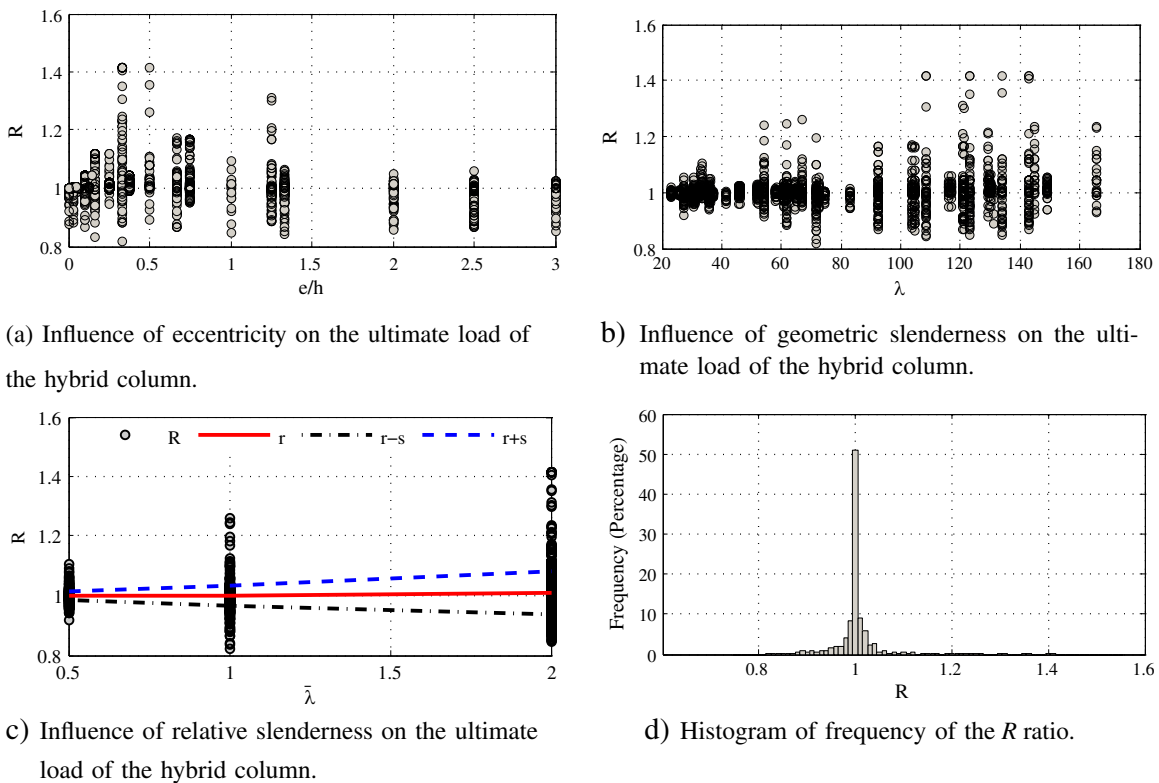 1.6
1.4
1.2
1
0.8
R
0 0.5 1 1.5 2 2.5 3
e/h
(a) Influence of eccentricity on the ultimate load of
the hybrid column.
1.6
1.4
1.2
1
0.8
R
20 40 60 80 100 120 140 160 180
λ
b) Influence of geometric slenderness on the ulti-
mate load of the hybrid column.
R r r−s r+s
1.6
1.4
1.2
1
0.8
R
0.5 1 1.5 2
λ̄
c) Influence of relative slenderness on the ultimate
load of the hybrid column.
60
50
40
30
20
10
0
Frequency (Percentage)
0.8 1 1.2 1.4 1.6
R
d) Histogram of frequency of the R ratio.